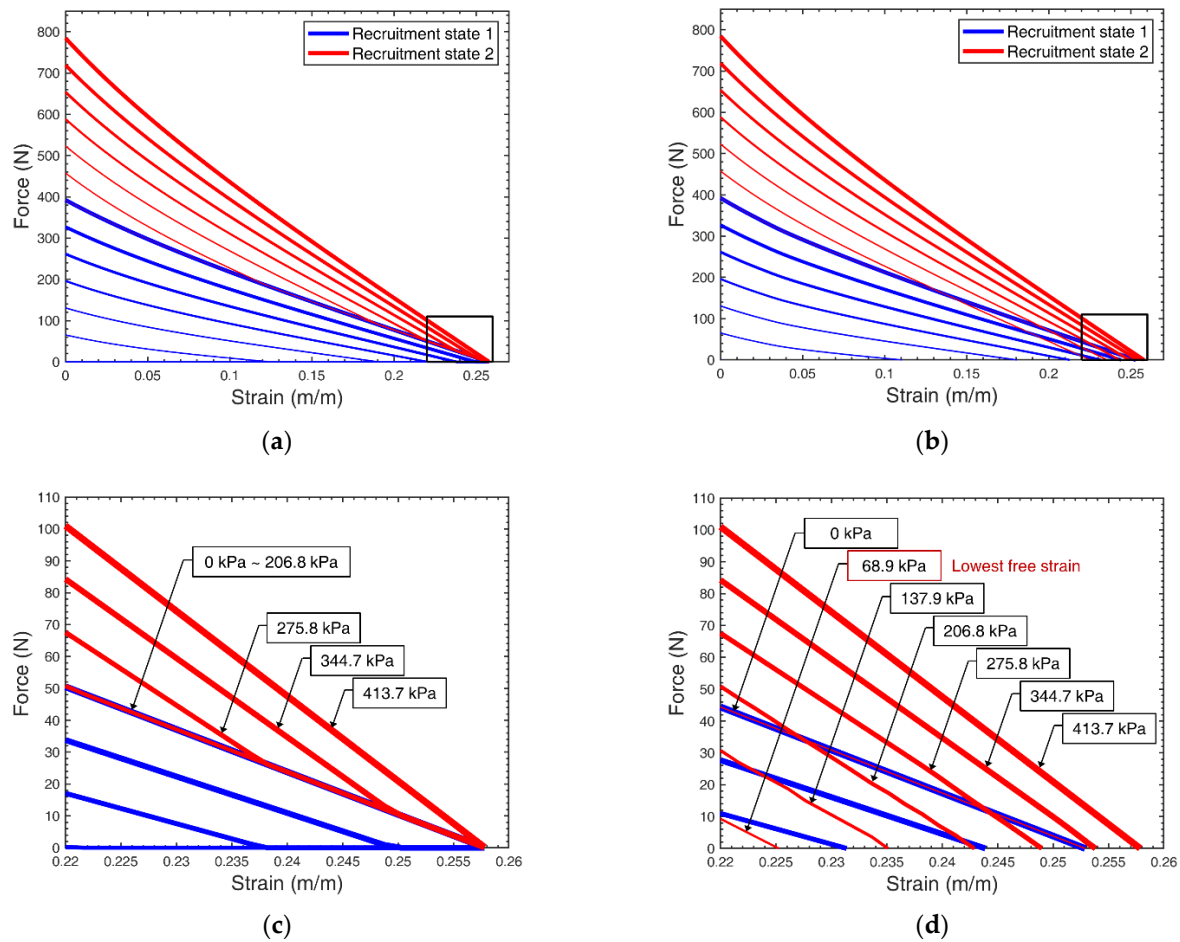 800
700
600
500
400
300
200
100
0
Force (N)
Recruitment state 1
Recruitment state 2
0 0.05 0.1 0.15 0.2 0.25
Strain (m/m)
(a)
800
700
600
500
400
300
200
100
0
Force (N)
Recruitment state 1
Recruitment state 2
0 0.05 0.1 0.15 0.2 0.25
Strain (m/m)
(b)
110
100
90
80
70
60
50
40
30
20
10
0
Force (N)
0 kPa ~ 206.8 kPa
275.8 kPa
344.7 kPa
413.7 kPa
0.22 0.225 0.23 0.235 0.24 0.245 0.25 0.255 0.26
Strain (m/m)
(c)
110
100
90
80
70
60
50
40
30
20
10
0
Force (N)
0 kPa
68.9 kPa Lowest free strain
137.9 kPa
206.8 kPa
275.8 kPa
344.7 kPa
413.7 kPa
0.22 0.225 0.23 0.235 0.24 0.245 0.25 0.255 0.26
Strain (m/m)
(d)